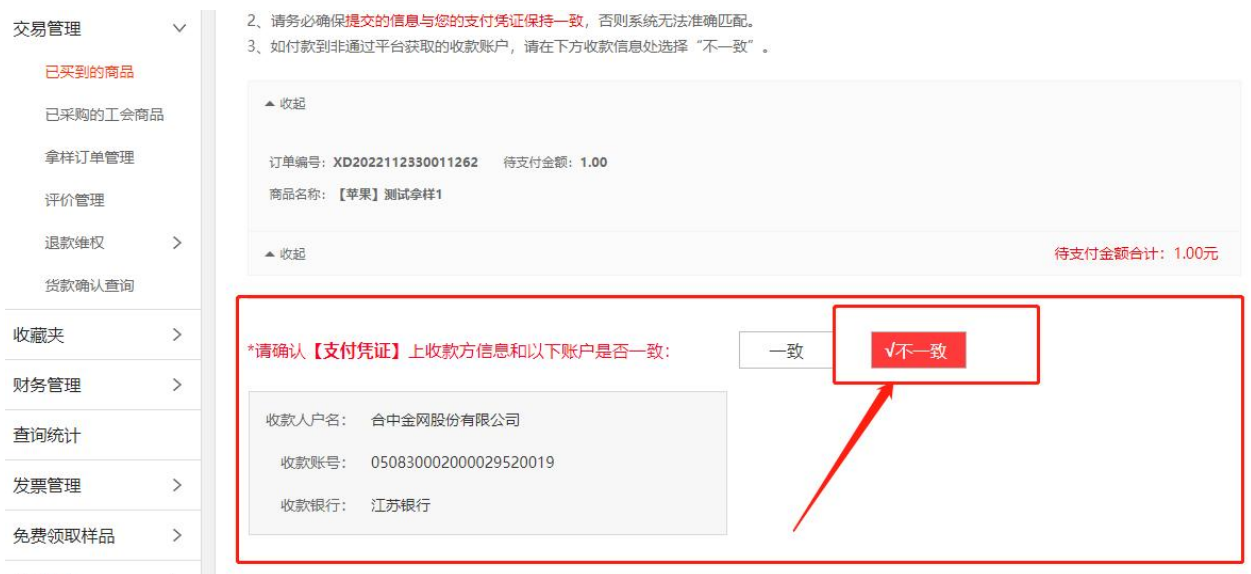 交易管理
已买到的商品
已采购的工会商品
拿样订单管理
评价管理
退款维权
货款确认查询
收藏夹
财务管理
查询统计
发票管理
免费领取样品
2、请务必确保提交的信息与您的支付凭证保持一致，否则系统无法准确匹配。
3、如付款到非通过平台获取的收款账户，请在下方收款信息处选择“不一致”。
收起
订单编号：XD2022112330011262 待支付金额：1.00
商品名称：【苹果】测试拿样1
收起 待支付金额合计：1.00元
*请确认【支付凭证】上收款方信息和以下账户是否一致： 一致 √不一致
收款人户名： 合中金网股份有限公司
收款账号： 050830002000029520019
收款银行： 江苏银行